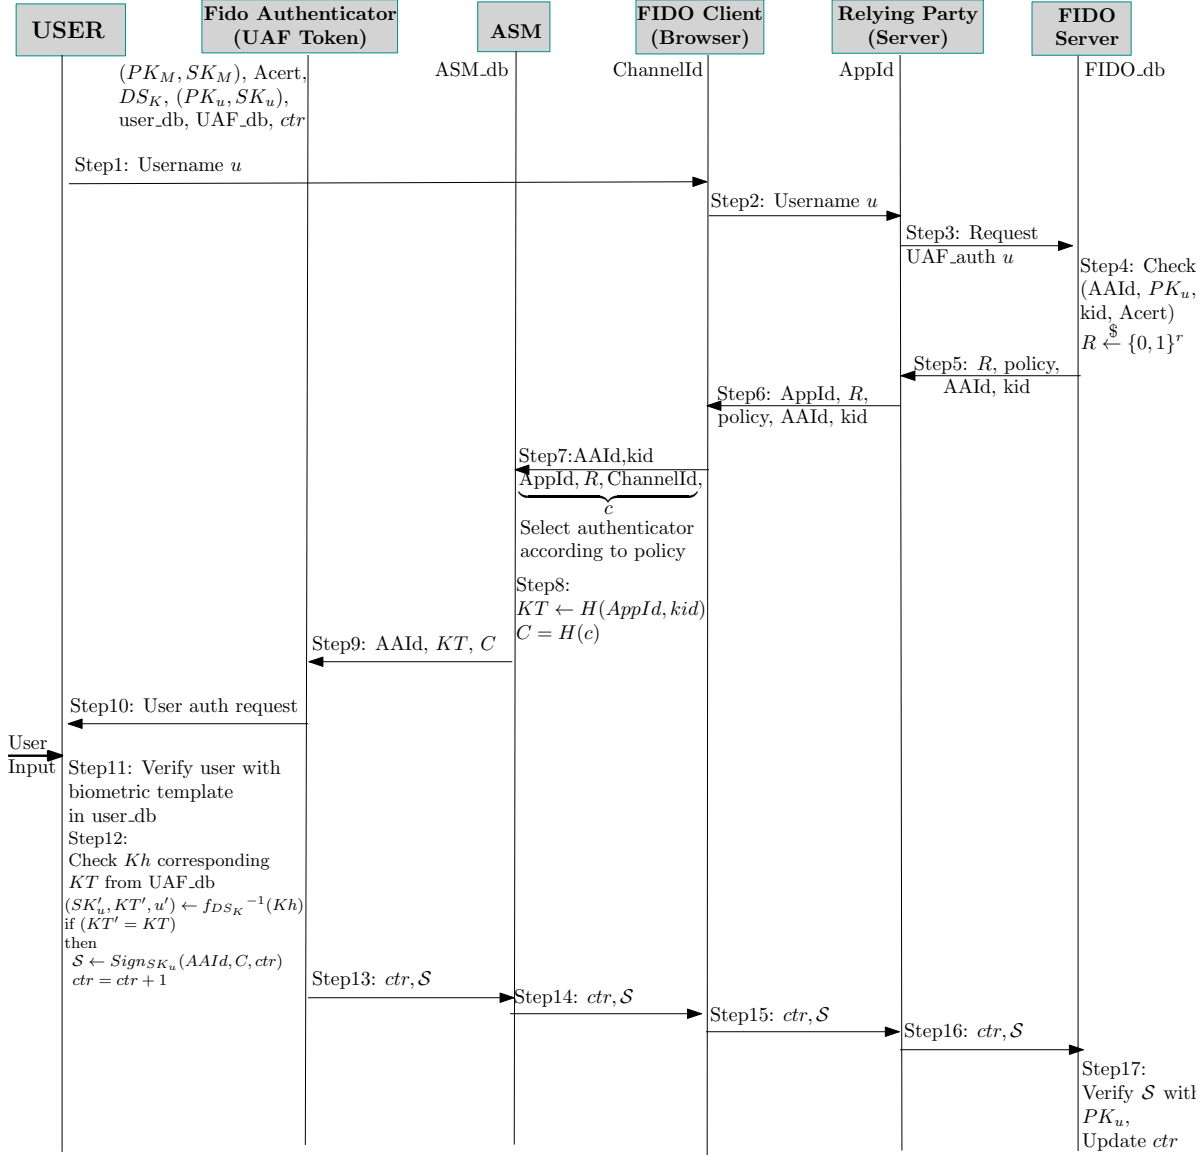 USER
Fido Authenticator
(UAF Token)
ASM
FIDO Client
(Browser)
Relying Party
(Server)
FIDO
Server
(PK_M, SK_M), Acert,
DS_K, (PK_u, SK_u),
user_db, UAF_db, ctr
ASM_db
ChannelId
AppId
FIDO_db
Step1: Username u
Step2: Username u
Step3: Request
UAF_auth u
Step4: Check
(AAId, PK_u,
kid, Acert)
R ←$ {0, 1}^r
Step5: R, policy,
AAId, kid
Step6: AppId, R,
policy, AAId, kid
Step7:AAId,kid
AppId, R, ChannelId,
c
Select authenticator
according to policy
Step8:
KT ← H(AppId, kid)
C = H(c)
Step9: AAId, KT, C
Step10: User auth request
User
Input
Step11: Verify user with
biometric template
in user_db
Step12:
Check Kh corresponding
KT from UAF_db
(SK'_u, KT', u') ← f_{DS_K}^{-1}(Kh)
if (KT' = KT)
then
S ← Sign_{SK_u}(AAId, C, ctr)
ctr = ctr + 1
Step13: ctr, S
Step14: ctr, S
Step15: ctr, S
Step16: ctr, S
Step17:
Verify S with
PK_u,
Update ctr